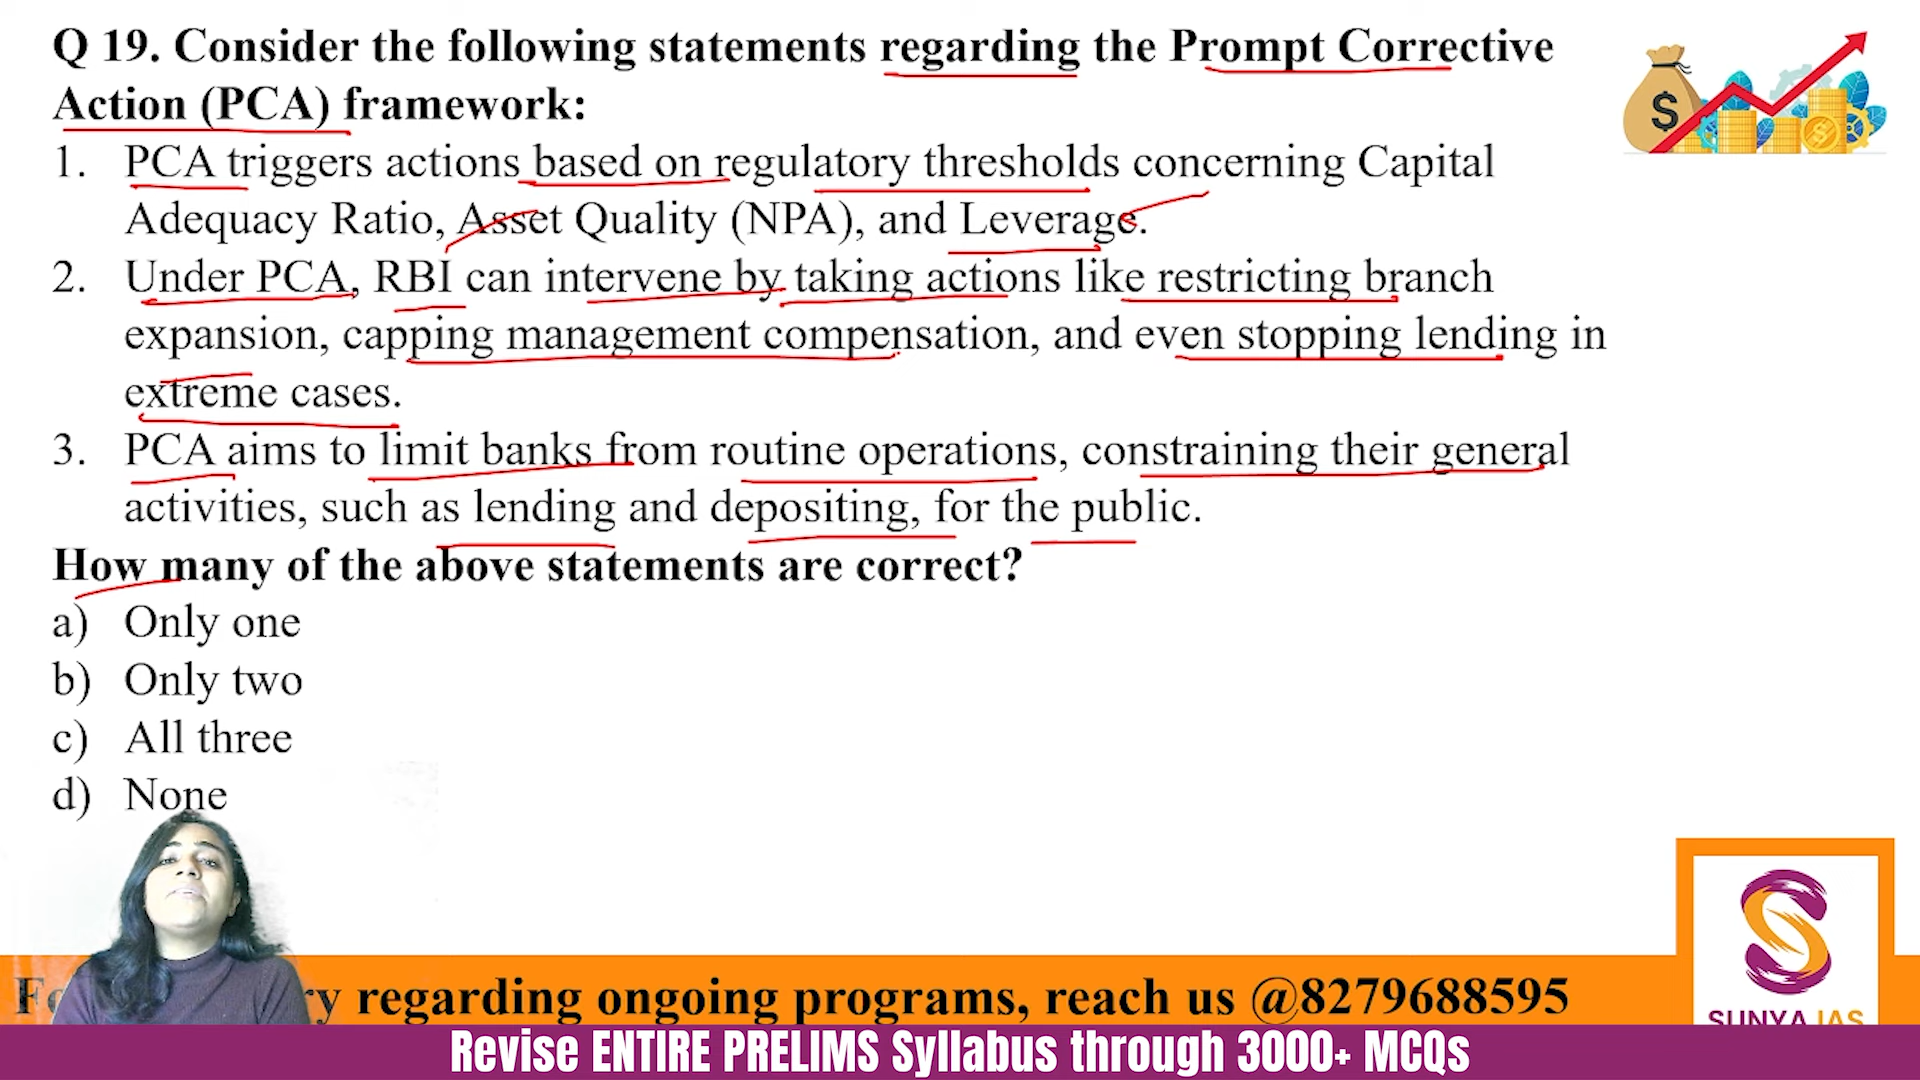 Q 19. Consider the following statements regarding the Prompt Corrective
Action (PCA) framework:
1. PCA triggers actions based on regulatory thresholds concerning Capital
Adequacy Ratio, Asset Quality (NPA), and Leverage.
2. Under PCA, RBI can intervene by taking actions like restricting branch
expansion, capping management compensation, and even stopping lending in
extreme cases.
3. PCA aims to limit banks from routine operations, constraining their general
activities, such as lending and depositing, for the public.
How many of the above statements are correct?
a) Only one
b) Only two
c) All three
d) None
regarding ongoing programs, reach us @8279688595
SUNYA IAS
Revise ENTIRE PRELIMS Syllabus through 3000+ MCQs